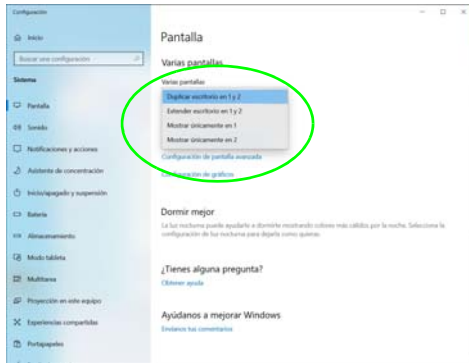 Configuración
Inicio
Buscar una configuración
Sistema
Pantalla
Sonido
Notificaciones y acciones
Asistente de concentración
Inicio/apagado y suspensión
Batería
Almacenamiento
Modo tableta
Multitarea
Proyección en este equipo
Experiencias compartidas
Portapapeles
Pantalla
Varias pantallas
Varias pantallas
Duplicar escritorio en 1 y 2
Extender escritorio en 1 y 2
Mostrar únicamente en 1
Mostrar únicamente en 2
Configuración de pantalla avanzada
Configuración de gráficos
Dormir mejor
La luz nocturna puede ayudarte a dormirte mostrando colores más cálidos por la noche. Selecciona la
configuración de luz nocturna para dejarla como quieras.
¿Tienes alguna pregunta?
Obtener ayuda
Ayúdanos a mejorar Windows
Envíanos tus comentarios